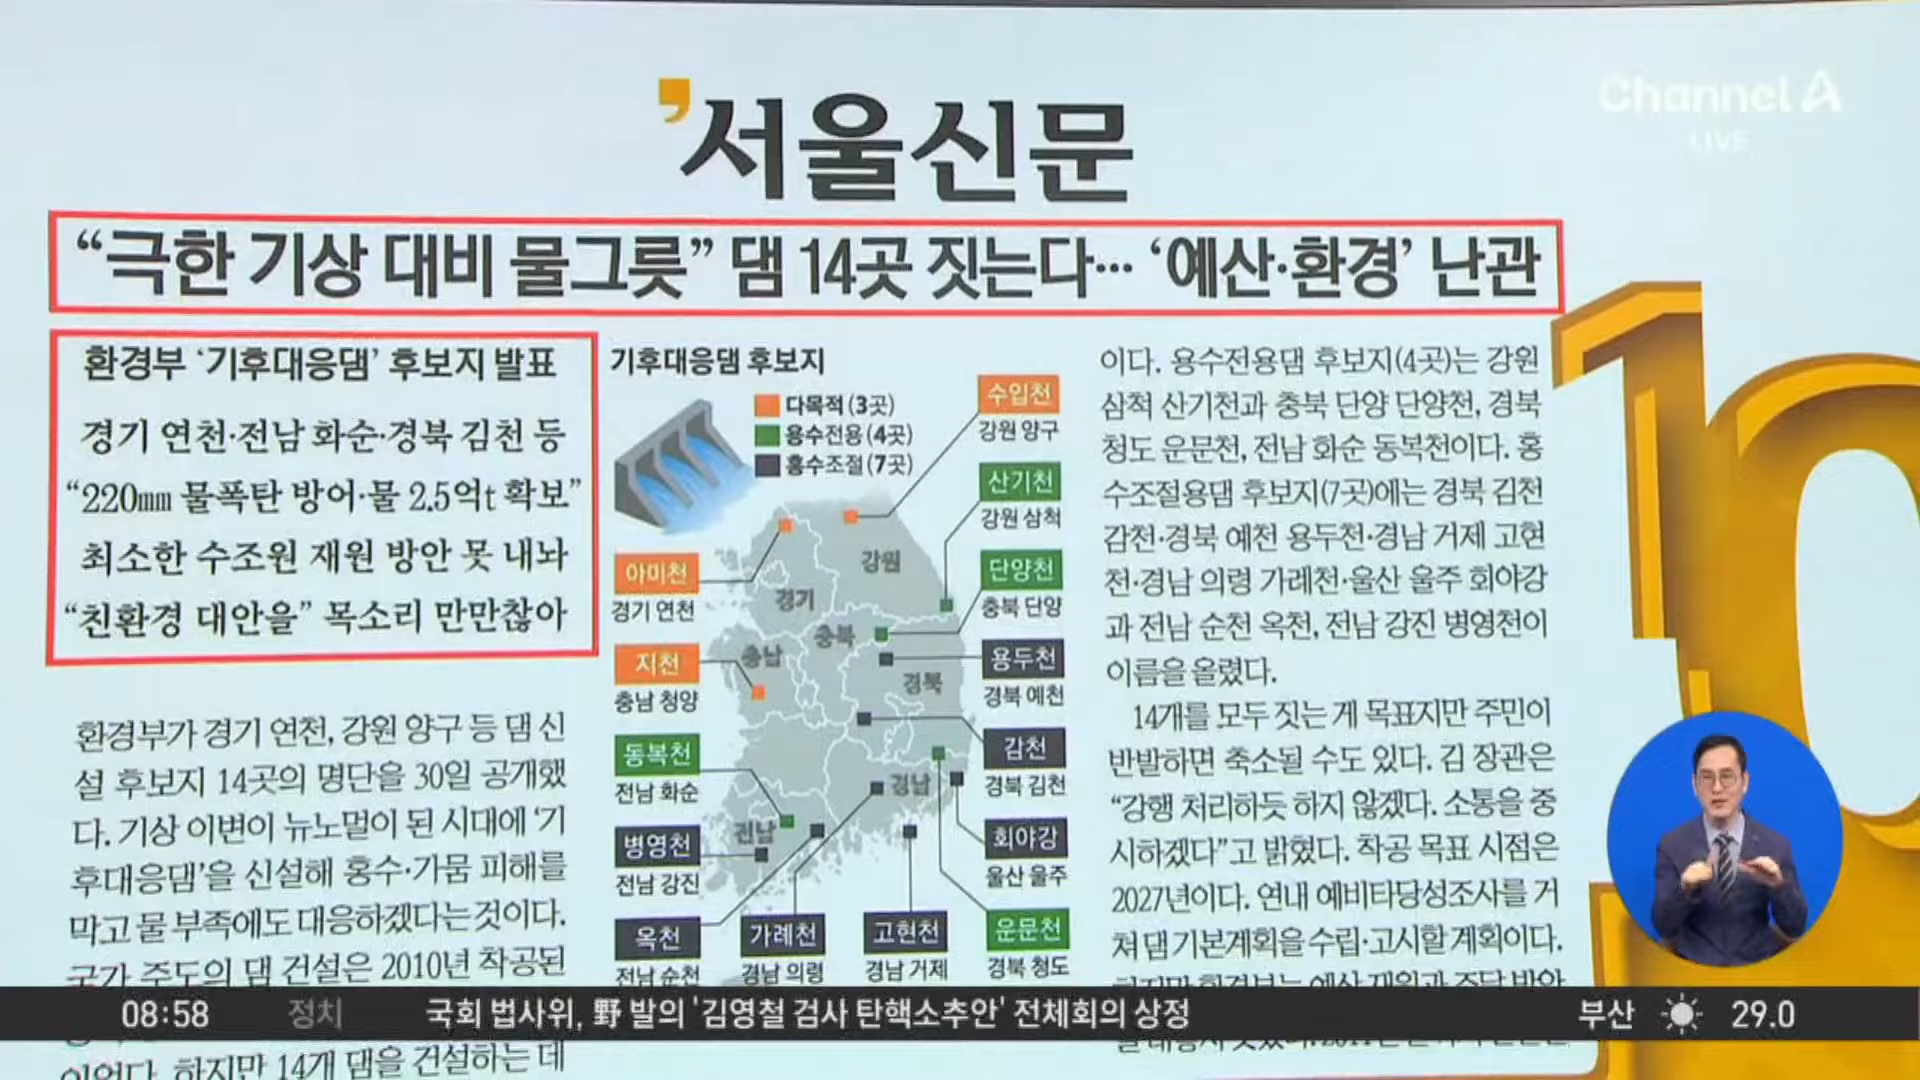 서울신문
Channel A
LIVE
“극한 기상 대비 물그릇” 댐 14곳 짓는다… ‘예산·환경’ 난관
환경부 ‘기후대응댐’ 후보지 발표
경기 연천·전남 화순·경북 김천 등
“220㎜ 물폭탄 방어·물 2.5억t 확보”
최소한 수조원 재원 방안 못 내놔
“친환경 대안을” 목소리 만만찮아
환경부가 경기 연천, 강원 양구 등 댐 신
설 후보지 14곳의 명단을 30일 공개했
다. 기상 이변이 뉴노멀이 된 시대에 ‘기
후대응댐’을 신설해 홍수·가뭄 피해를
막고 물 부족에도 대응하겠다는 것이다.
국가 주도의 댐 건설은 2010년 착공된
이었다. 하지만 14개 댐을 건설하는 데
기후대응댐 후보지
다목적 (3곳)
용수전용 (4곳)
홍수조절 (7곳)
수입천
강원 양구
산기천
강원 삼척
단양천
충북 단양
용두천
경북 예천
감천
경북 김천
회야강
울산 울주
운문천
경북 청도
아미천
경기 연천
지천
충남 청양
동복천
전남 화순
병영천
전남 강진
옥천
전남 순천
가례천
경남 의령
고현천
경남 거제
강원
경기
충북
충남
경북
경남
전남
이다. 용수전용댐 후보지(4곳)는 강원
삼척 산기천과 충북 단양 단양천, 경북
청도 운문천, 전남 화순 동복천이다. 홍
수조절용댐 후보지(7곳)에는 경북 김천
감천·경북 예천 용두천·경남 거제 고현
천·경남 의령 가례천·울산 울주 회야강
과 전남 순천 옥천, 전남 강진 병영천이
이름을 올렸다.
14개를 모두 짓는 게 목표지만 주민이
반발하면 축소될 수도 있다. 김 장관은
“강행 처리하듯 하지 않겠다. 소통을 중
시하겠다”고 밝혔다. 착공 목표 시점은
2027년이다. 연내 예비타당성조사를 거
쳐 댐 기본계획을 수립·고시할 계획이다.
10
08:58 정치 국회 법사위, 野 발의 '김영철 검사 탄핵소추안' 전체회의 상정 부산 29.0